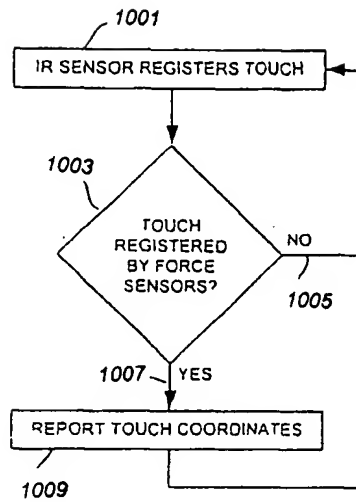 1001
IR SENSOR REGISTERS TOUCH
1003
TOUCH
REGISTERED
BY FORCE
SENSORS?
NO
1005
1007
YES
REPORT TOUCH COORDINATES
1009